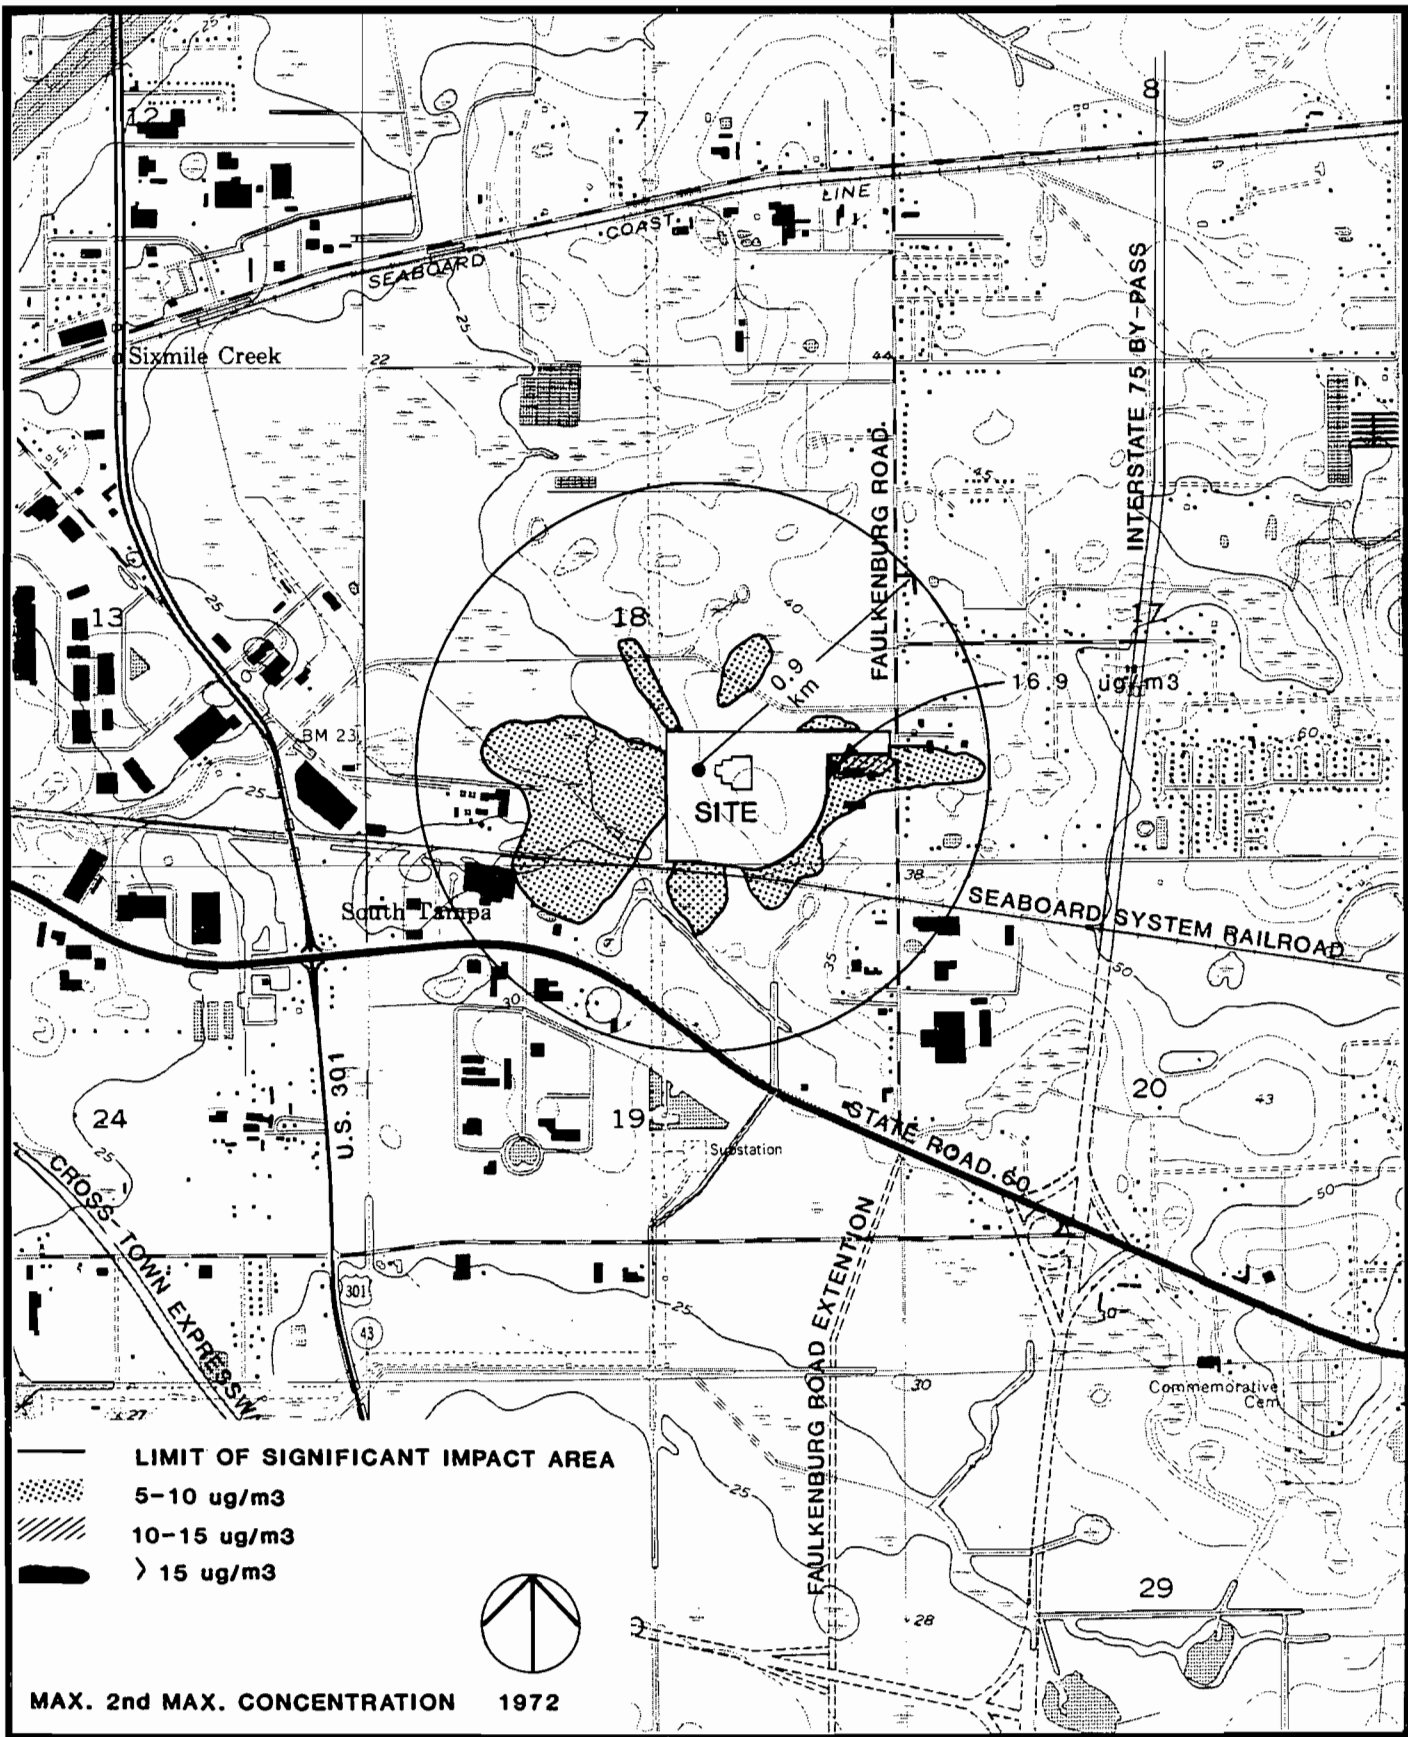 25
12
7
8
LINE
COAST
SEABOARD
25
INTERSTATE 75 BY-PASS
Sixmile Creek
22
44
FAULKENBURG ROAD
45
40
25
13
18
17
0.9
km
16.9 ug/m3
60
BM 23
25
SITE
38
SEABOARD SYSTEM RAILROAD
South Tampa
35
50
30
U.S. 301
24
19
20
43
Substation
STATE ROAD 60
25
50
CROSS-TOWN EXPRESSW
FAULKENBURG ROAD EXTENTION
301
25
43
30
30
Commemorative
Cem
27
25
LIMIT OF SIGNIFICANT IMPACT AREA
5-10 ug/m3
10-15 ug/m3
> 15 ug/m3
29
28
MAX. 2nd MAX. CONCENTRATION 1972